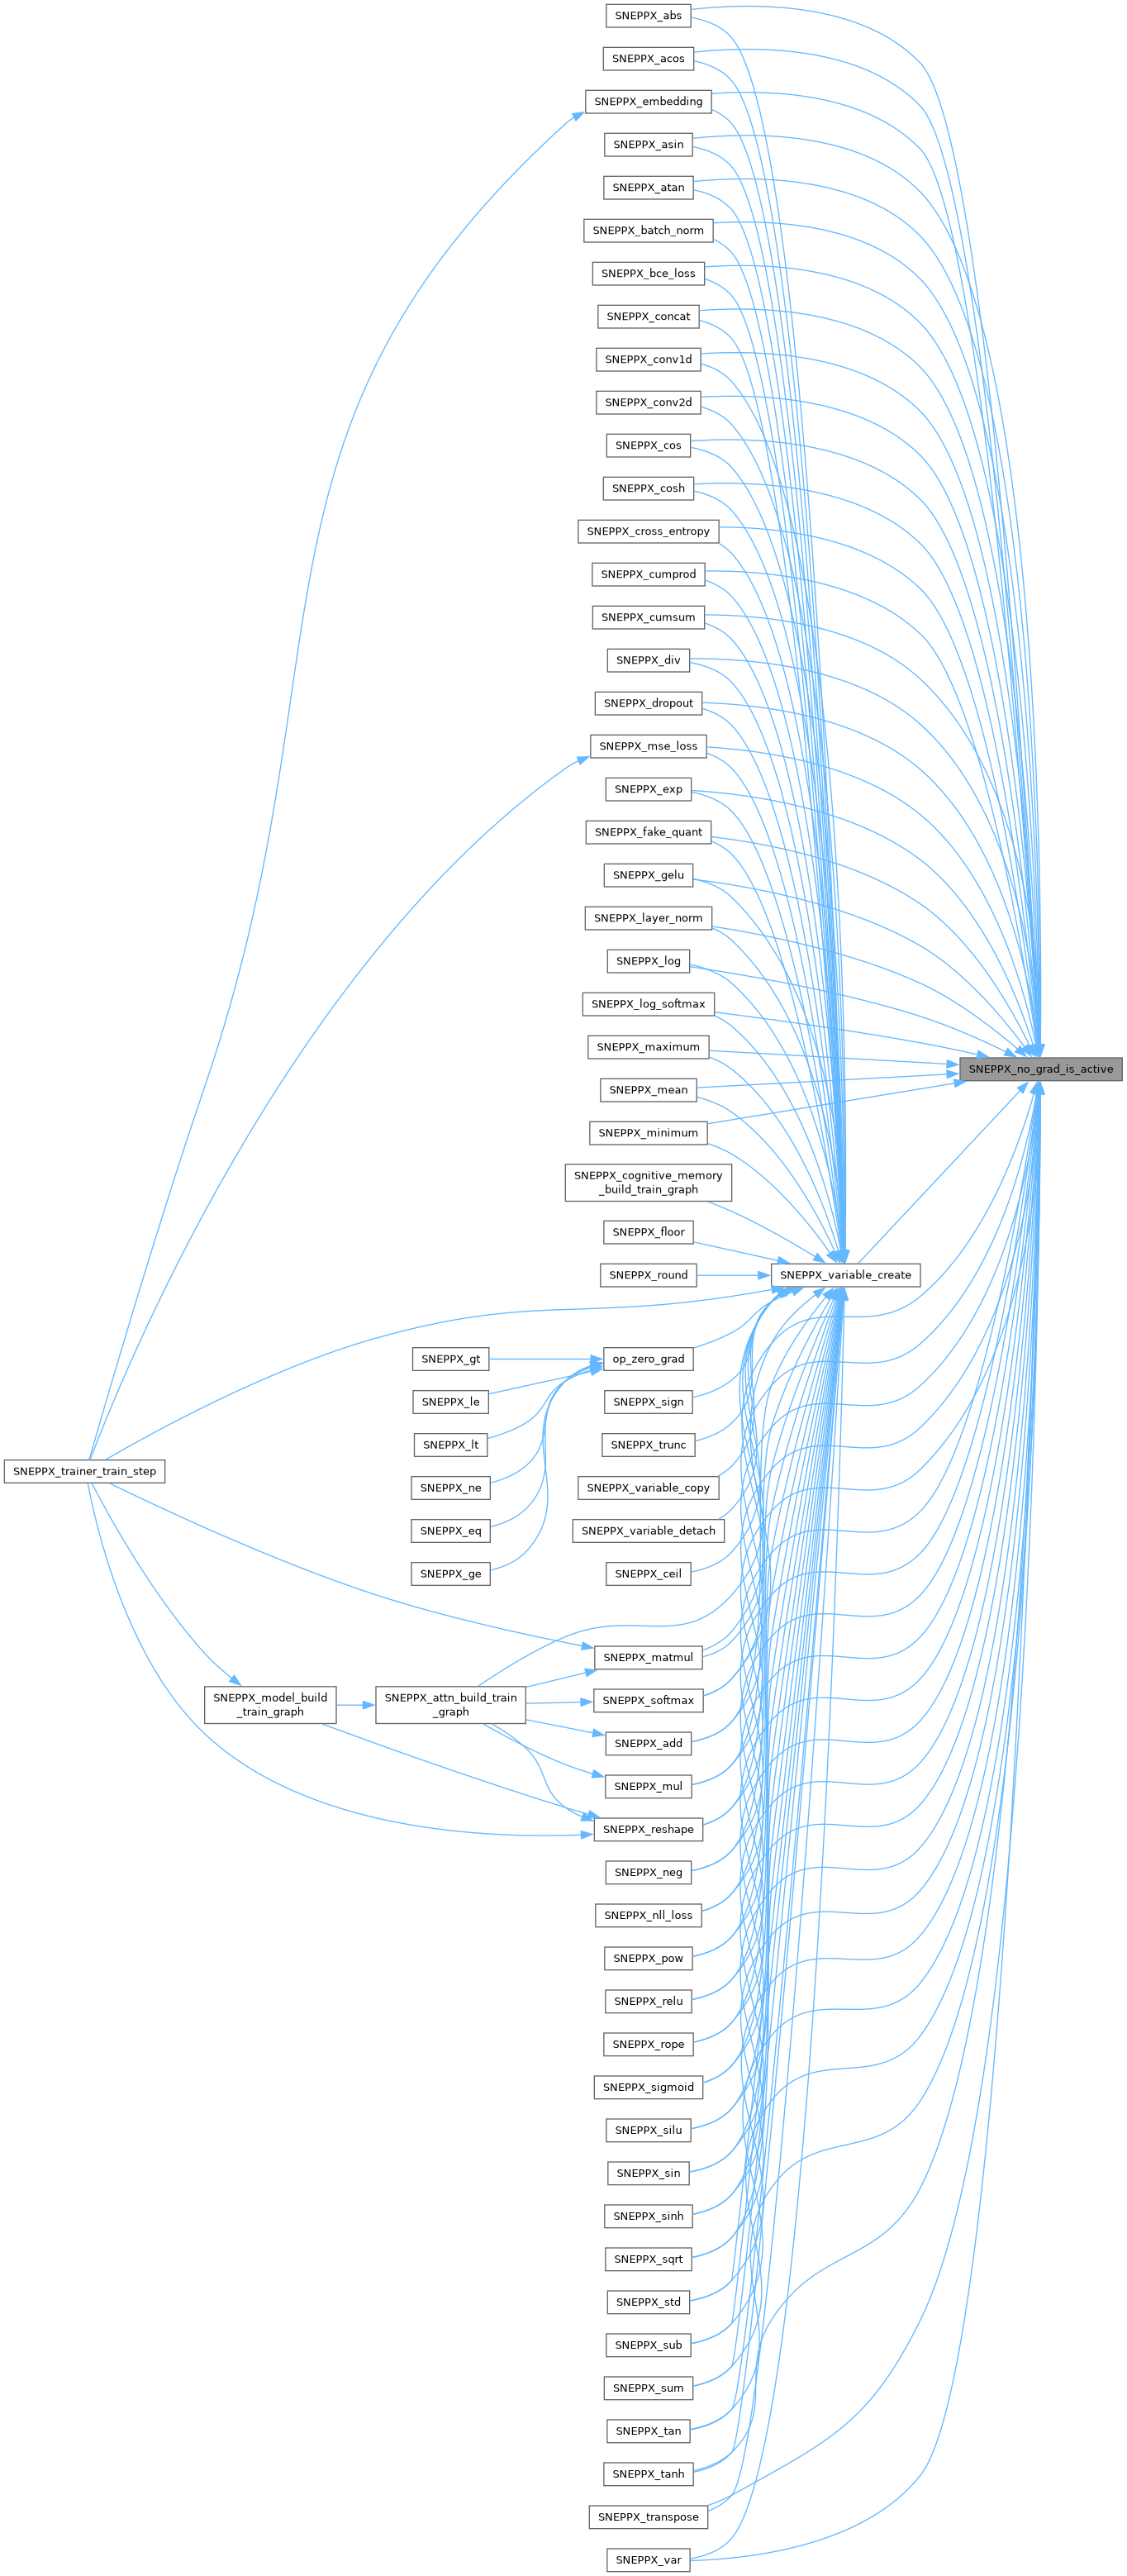 SNEPPX_abs
SNEPPX_acos
SNEPPX_embedding
SNEPPX_asin
SNEPPX_atan
SNEPPX_batch_norm
SNEPPX_bce_loss
SNEPPX_concat
SNEPPX_conv1d
SNEPPX_conv2d
SNEPPX_cos
SNEPPX_cosh
SNEPPX_cross_entropy
SNEPPX_cumprod
SNEPPX_cumsum
SNEPPX_div
SNEPPX_dropout
SNEPPX_mse_loss
SNEPPX_exp
SNEPPX_fake_quant
SNEPPX_gelu
SNEPPX_layer_norm
SNEPPX_log
SNEPPX_log_softmax
SNEPPX_maximum
SNEPPX_no_grad_is_active
SNEPPX_mean
SNEPPX_minimum
SNEPPX_cognitive_memory
_build_train_graph
SNEPPX_floor
SNEPPX_round
SNEPPX_variable_create
SNEPPX_gt
op_zero_grad
SNEPPX_le
SNEPPX_sign
SNEPPX_lt
SNEPPX_trunc
SNEPPX_trainer_train_step
SNEPPX_ne
SNEPPX_variable_copy
SNEPPX_eq
SNEPPX_variable_detach
SNEPPX_ge
SNEPPX_ceil
SNEPPX_matmul
SNEPPX_model_build
_train_graph
SNEPPX_attn_build_train
_graph
SNEPPX_softmax
SNEPPX_add
SNEPPX_mul
SNEPPX_reshape
SNEPPX_neg
SNEPPX_nll_loss
SNEPPX_pow
SNEPPX_relu
SNEPPX_rope
SNEPPX_sigmoid
SNEPPX_silu
SNEPPX_sin
SNEPPX_sinh
SNEPPX_sqrt
SNEPPX_std
SNEPPX_sub
SNEPPX_sum
SNEPPX_tan
SNEPPX_tanh
SNEPPX_transpose
SNEPPX_var